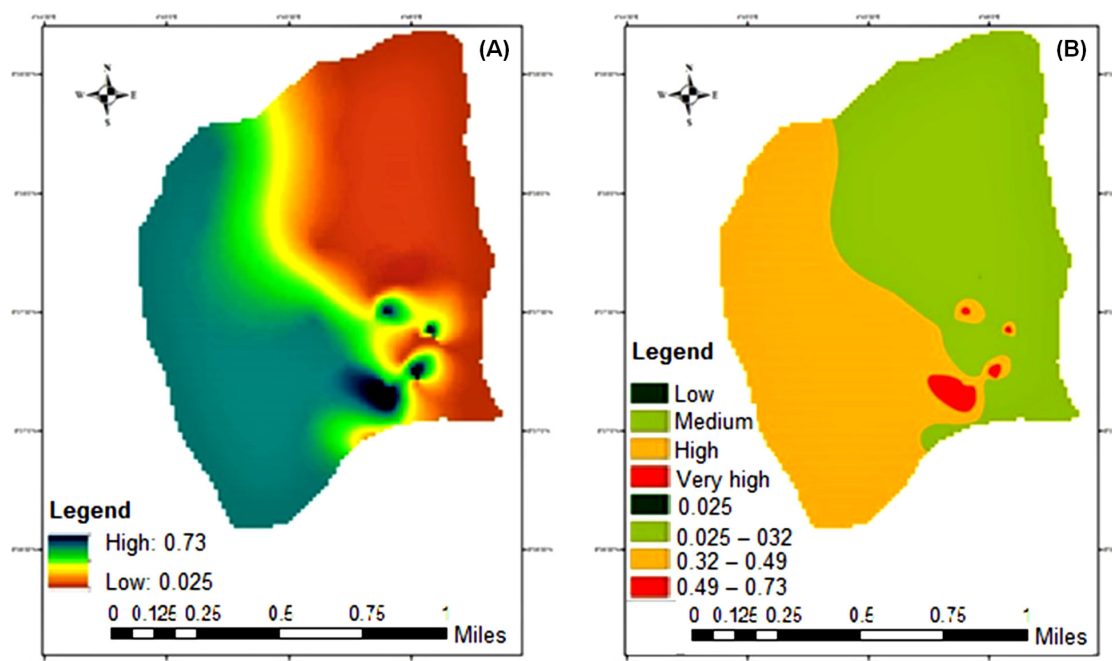 (A)
N
W E
S
Legend
High: 0.73
Low: 0.025
0 0.125 0.25 0.5 0.75 1
Miles
(B)
N
W E
S
Legend
Low
Medium
High
Very high
0.025
0.025 – 032
0.32 – 0.49
0.49 – 0.73
0 0.125 0.25 0.5 0.75 1
Miles